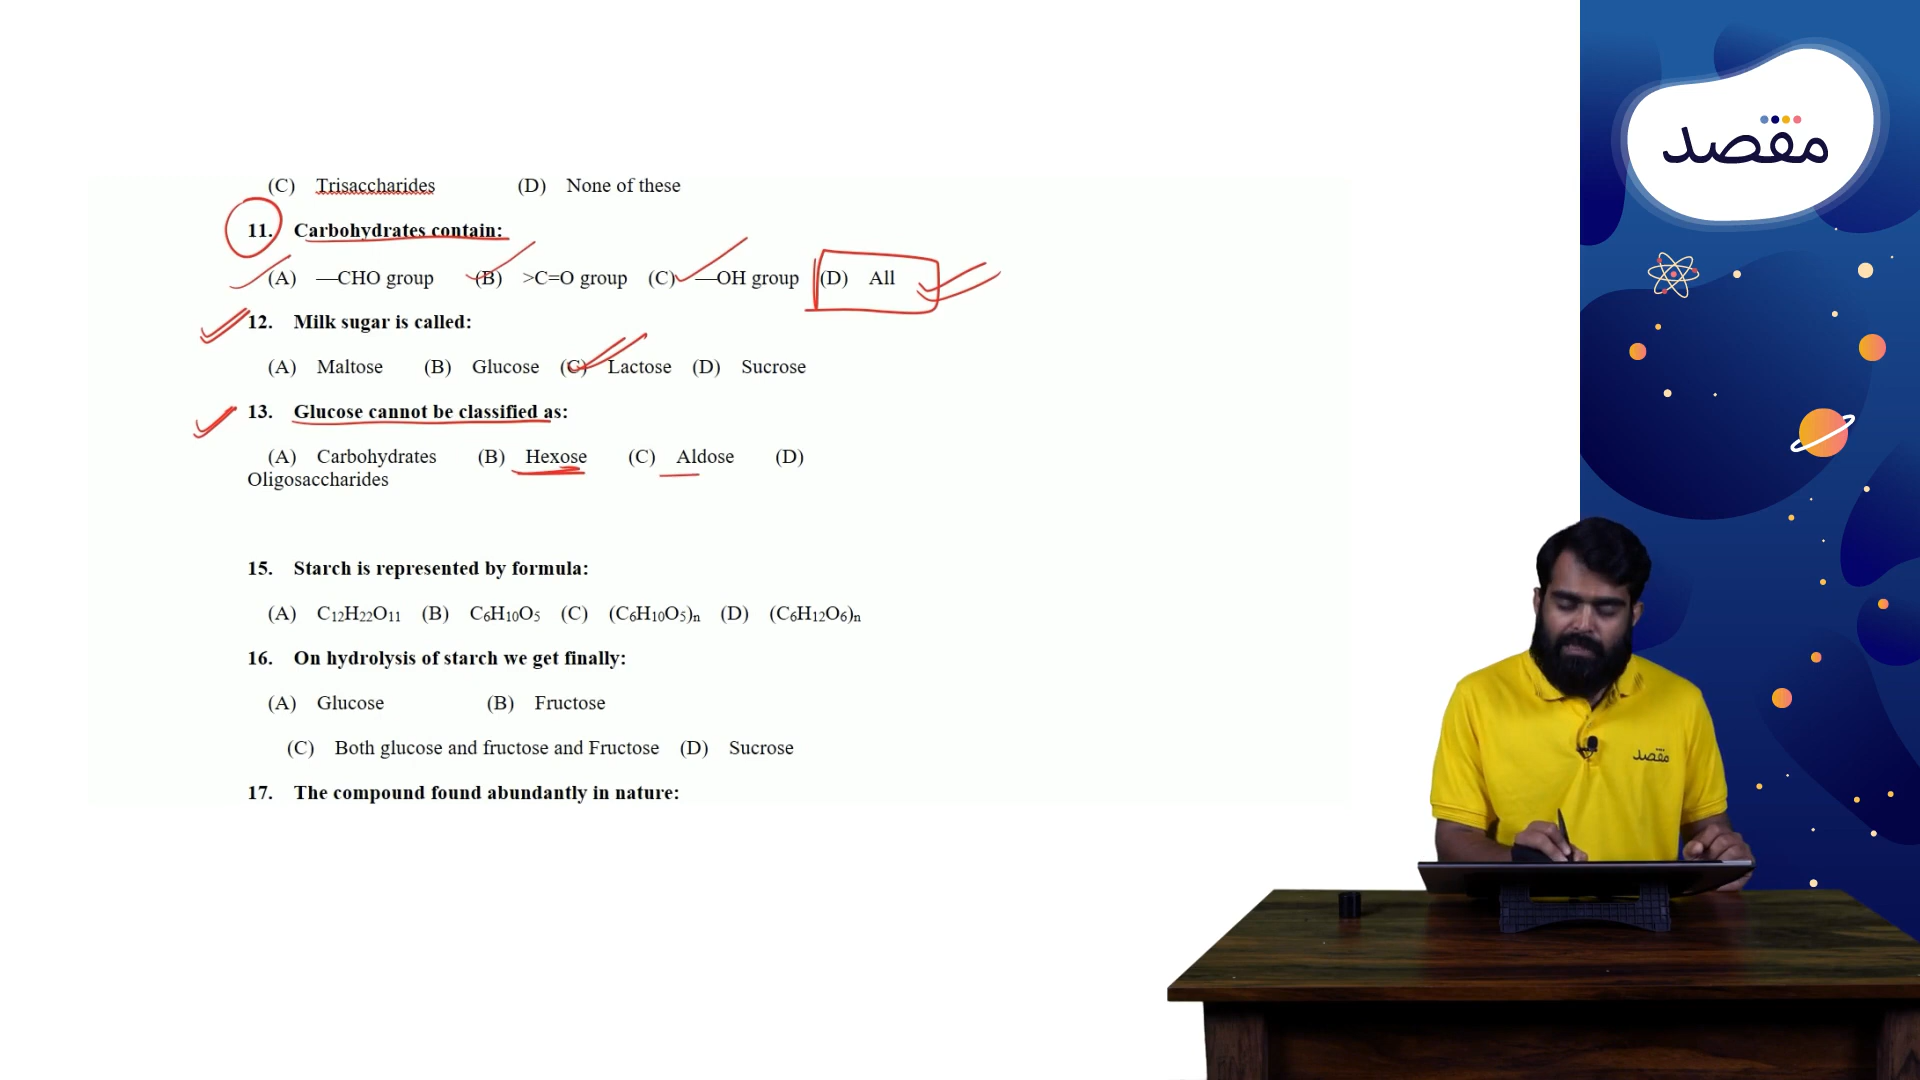 (C) Trisaccharides (D) None of these
11. Carbohydrates contain:
(A) —CHO group (B) >C=O group (C) —OH group (D) All
12. Milk sugar is called:
(A) Maltose (B) Glucose (C) Lactose (D) Sucrose
13. Glucose cannot be classified as:
(A) Carbohydrates (B) Hexose (C) Aldose (D)
Oligosaccharides
15. Starch is represented by formula:
(A) C₁₂H₂₂O₁₁ (B) C₆H₁₀O₅ (C) (C₆H₁₀O₅)ₙ (D) (C₆H₁₂O₆)ₙ
16. On hydrolysis of starch we get finally:
(A) Glucose (B) Fructose
(C) Both glucose and fructose and Fructose (D) Sucrose
17. The compound found abundantly in nature:
مقصد
مقصد